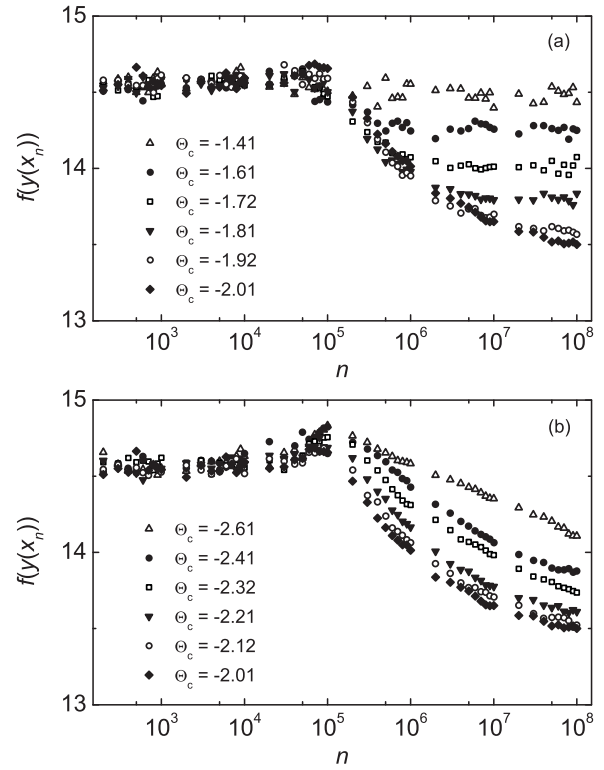 15
(a)
14
13
f(y(xₙ))
△ Θc = -1.41
● Θc = -1.61
□ Θc = -1.72
▼ Θc = -1.81
○ Θc = -1.92
◆ Θc = -2.01
10³ 10⁴ 10⁵ 10⁶ 10⁷ 10⁸
n
15
(b)
14
13
f(y(xₙ))
△ Θc = -2.61
● Θc = -2.41
□ Θc = -2.32
▼ Θc = -2.21
○ Θc = -2.12
◆ Θc = -2.01
10³ 10⁴ 10⁵ 10⁶ 10⁷ 10⁸
n